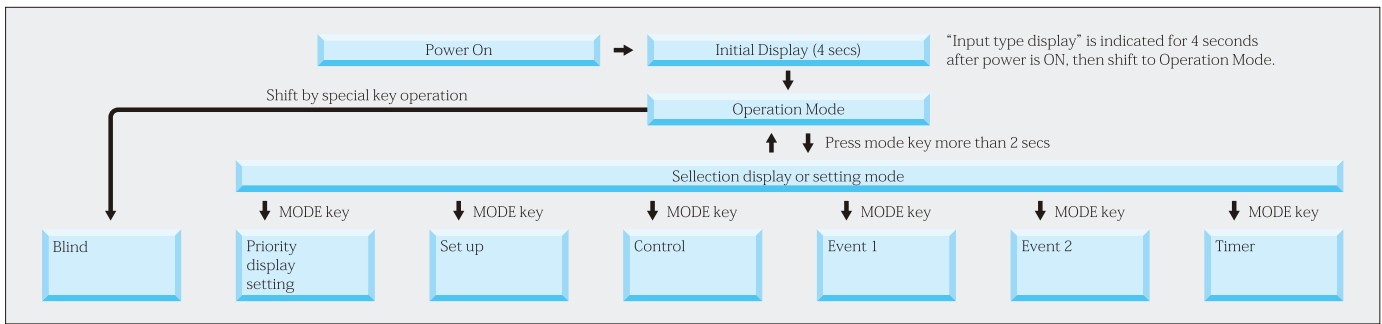 Power On
Initial Display (4 secs)
“Input type display” is indicated for 4 seconds
after power is ON, then shift to Operation Mode.
Shift by special key operation
Operation Mode
Press mode key more than 2 secs
Sellection display or setting mode
MODE key
MODE key
MODE key
MODE key
MODE key
MODE key
Blind
Priority
display
setting
Set up
Control
Event 1
Event 2
Timer